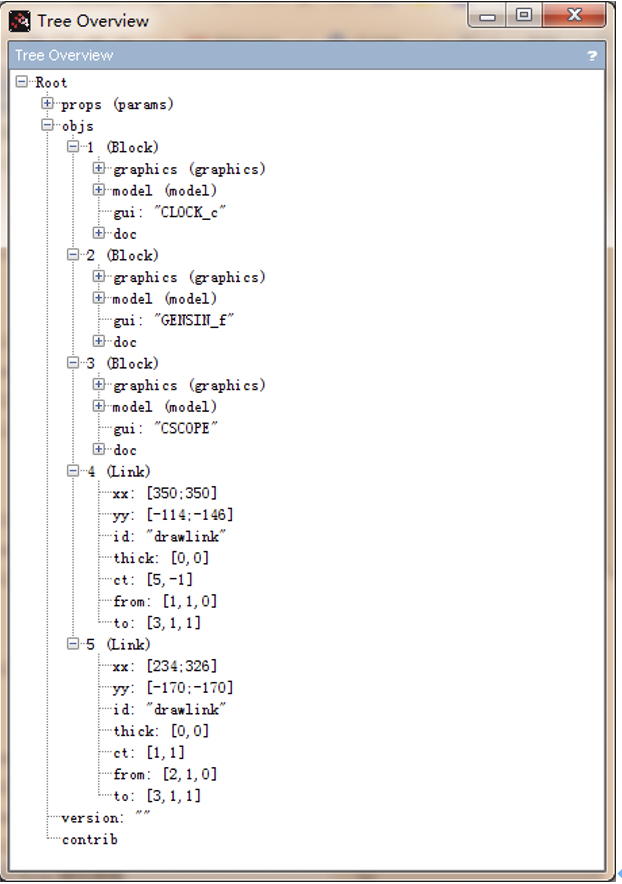 Tree Overview
Tree Overview ?
Root
props (params)
objs
1 (Block)
graphics (graphics)
model (model)
gui: "CLOCK_c"
doc
2 (Block)
graphics (graphics)
model (model)
gui: "GENSIN_f"
doc
3 (Block)
graphics (graphics)
model (model)
gui: "CSCOPE"
doc
4 (Link)
xx: [350;350]
yy: [-114;-146]
id: "drawlink"
thick: [0,0]
ct: [5,-1]
from: [1,1,0]
to: [3,1,1]
5 (Link)
xx: [234;326]
yy: [-170;-170]
id: "drawlink"
thick: [0,0]
ct: [1,1]
from: [2,1,0]
to: [3,1,1]
version: ""
contrib